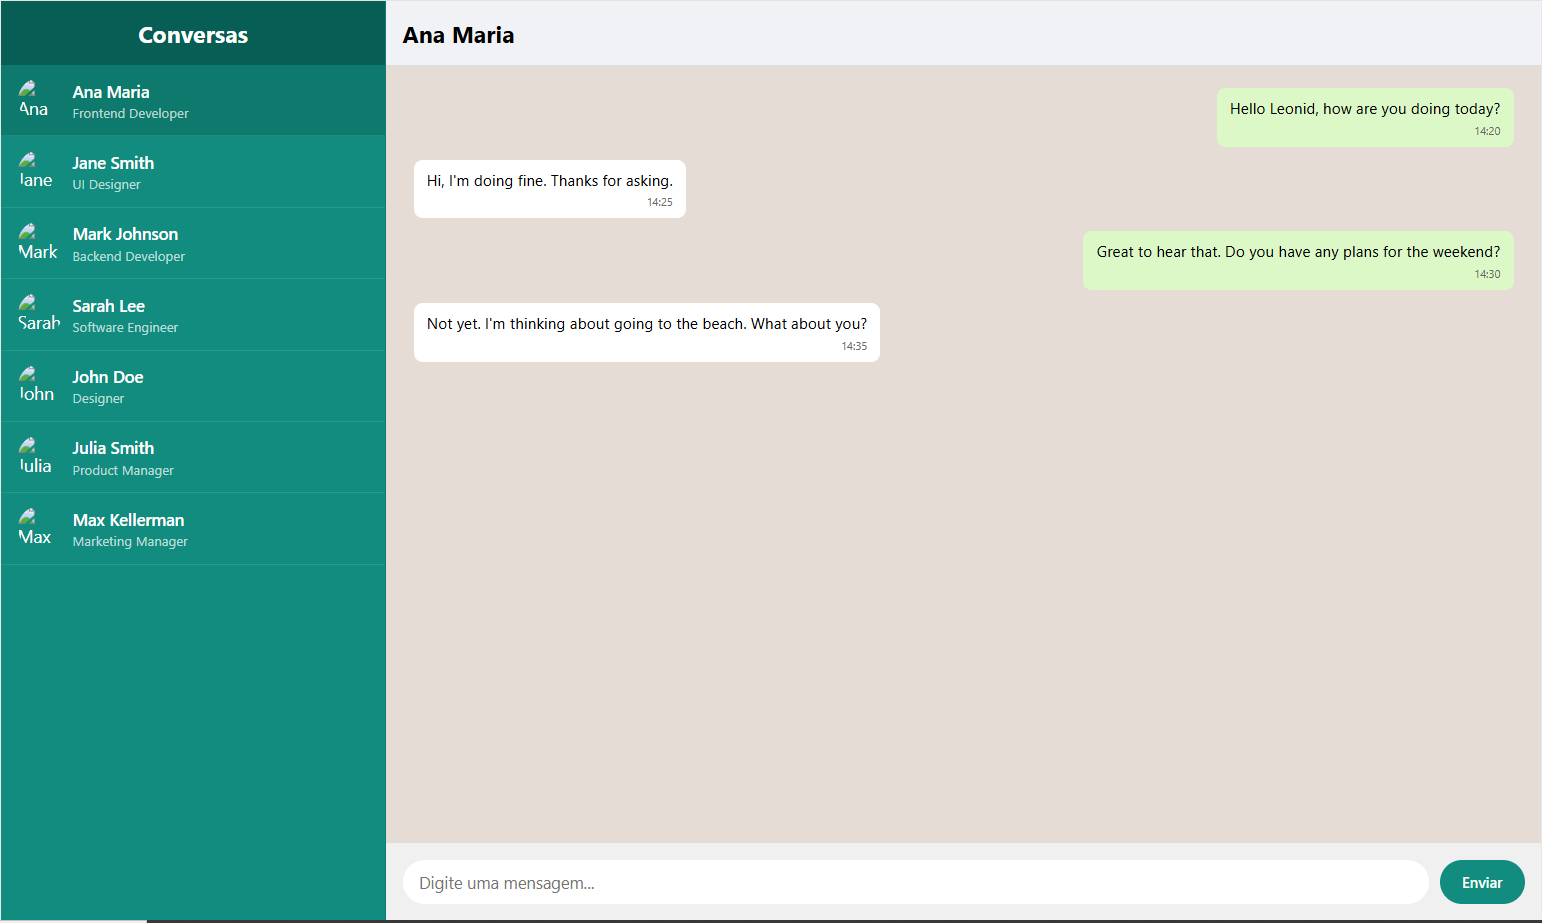 Conversas
Ana
Ana Maria
Frontend Developer
Jane
Jane Smith
UI Designer
Mark
Mark Johnson
Backend Developer
Sarah
Sarah Lee
Software Engineer
John
John Doe
Designer
Julia
Julia Smith
Product Manager
Max
Max Kellerman
Marketing Manager
Ana Maria
Hello Leonid, how are you doing today?
14:20
Hi, I'm doing fine. Thanks for asking.
14:25
Great to hear that. Do you have any plans for the weekend?
14:30
Not yet. I'm thinking about going to the beach. What about you?
14:35
Digite uma mensagem...
Enviar